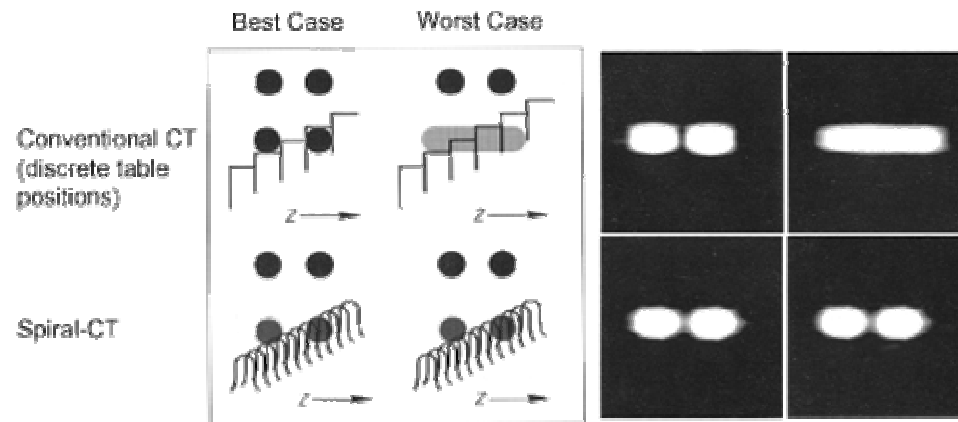 Best Case
Worst Case
Conventional CT
(discrete table
positions)
Z
Z
Spiral-CT
Z
Z